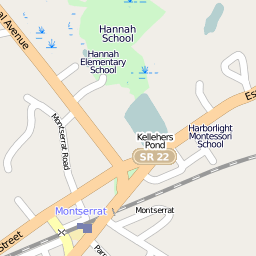 Hannah
School
al Avenue
Hannah
Elementary
School
Montserrat Road
Kellehers
Pond
SR 22
Es
Harborlight
Montessori
School
Montserrat
Montserrat
Street
Par